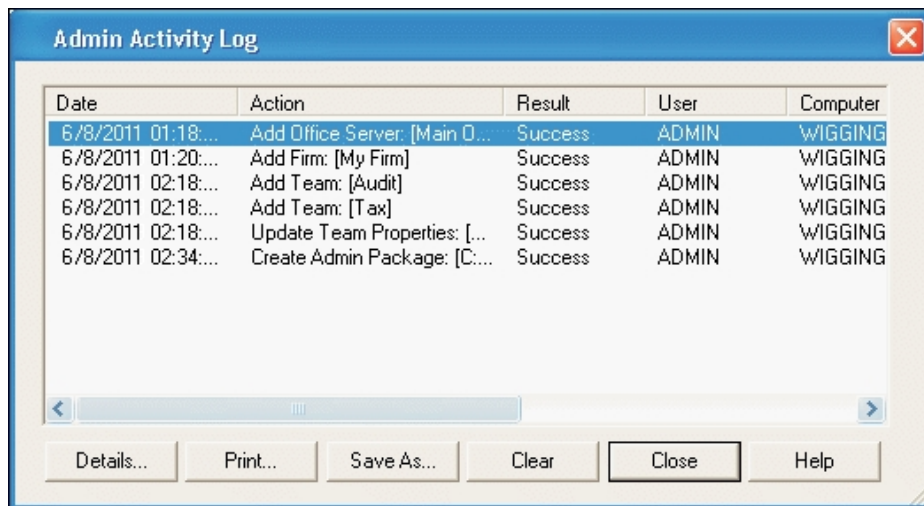 Admin Activity Log
Date Action Result User Computer
6/8/2011 01:18:... Add Office Server: [Main O... Success ADMIN WIGGING
6/8/2011 01:20:... Add Firm: [My Firm] Success ADMIN WIGGING
6/8/2011 02:18:... Add Team: [Audit] Success ADMIN WIGGING
6/8/2011 02:18:... Add Team: [Tax] Success ADMIN WIGGING
6/8/2011 02:18:... Update Team Properties: [... Success ADMIN WIGGING
6/8/2011 02:34:... Create Admin Package: [C:... Success ADMIN WIGGING
Details... Print... Save As... Clear Close Help